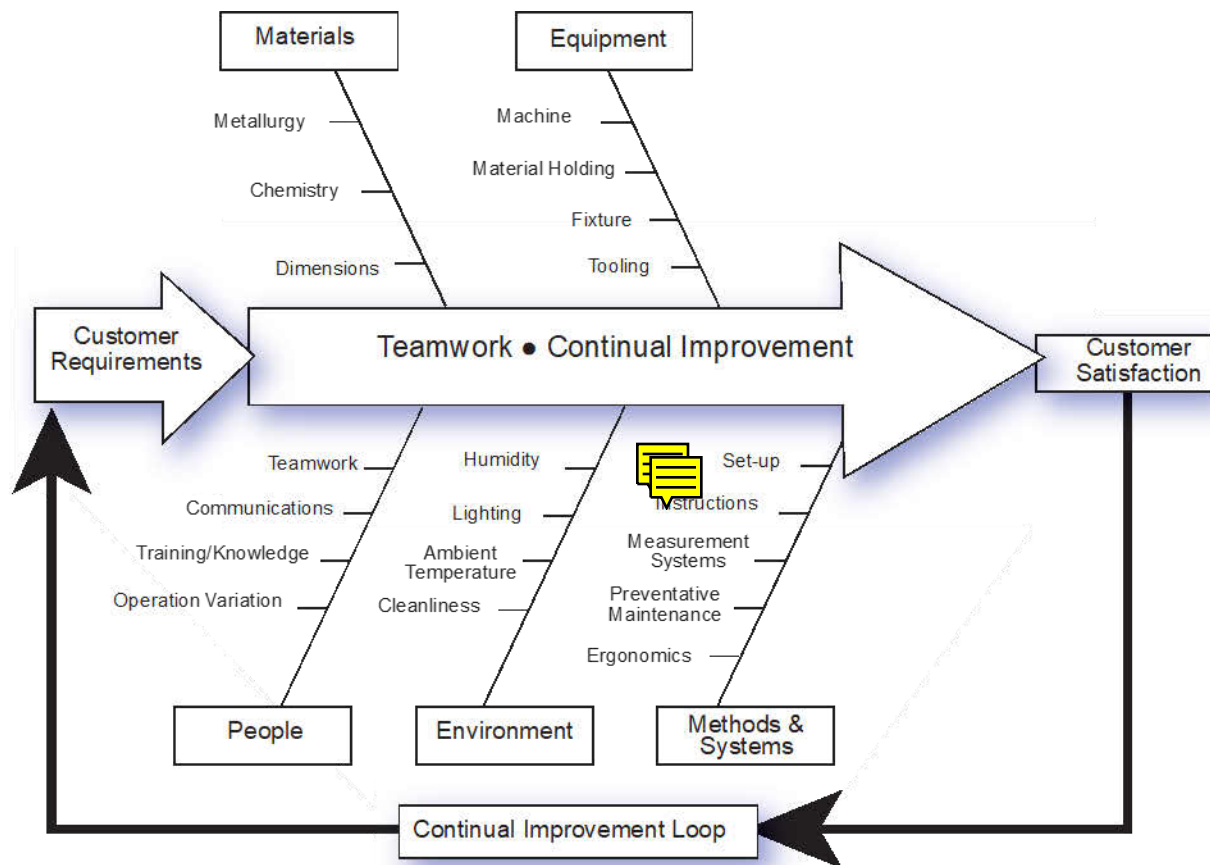 Materials
Equipment
Metallurgy
Chemistry
Dimensions
Machine
Material Holding
Fixture
Tooling
Customer
Requirements
Teamwork ● Continual Improvement
Customer
Satisfaction
Teamwork
Communications
Training/Knowledge
Operation Variation
Humidity
Lighting
Ambient
Temperature
Cleanliness
Set-up
Instructions
Measurement
Systems
Preventative
Maintenance
Ergonomics
People
Environment
Methods &
Systems
Continual Improvement Loop